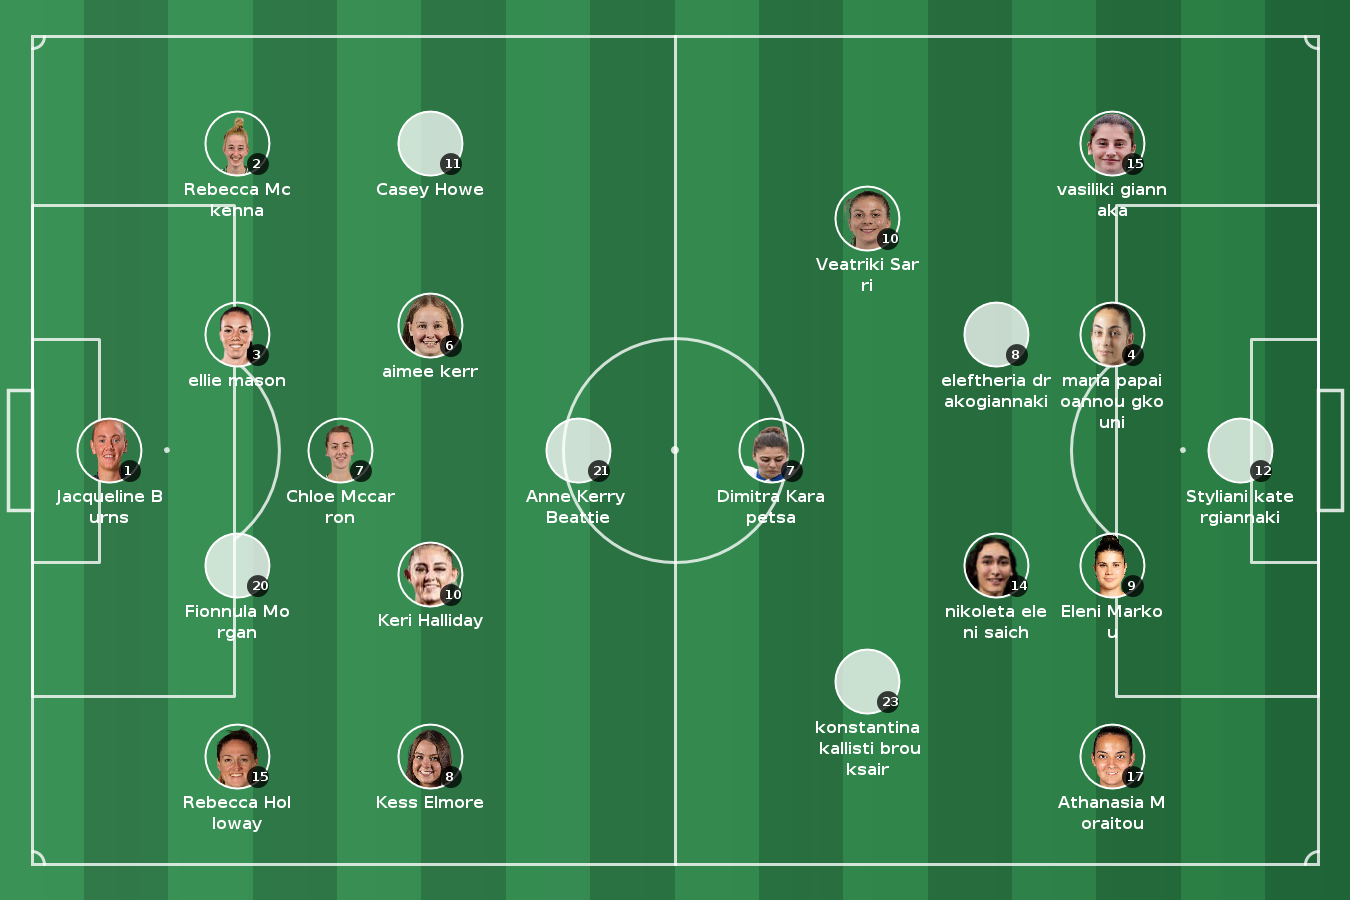 2
Rebecca Mc
kenna
11
Casey Howe
15
vasiliki giann
aka
10
Veatriki Sar
ri
3
ellie mason
6
aimee kerr
8
eleftheria dr
akogiannaki
4
maria papai
oannou gko
uni
1
Jacqueline B
urns
7
Chloe Mccar
ron
21
Anne Kerry
Beattie
7
Dimitra Kara
petsa
12
Styliani kate
rgiannaki
20
Fionnula Mo
rgan
10
Keri Halliday
14
nikoleta ele
ni saich
9
Eleni Marko
u
23
konstantina
kallisti brou
ksair
15
Rebecca Hol
loway
8
Kess Elmore
17
Athanasia M
oraitou